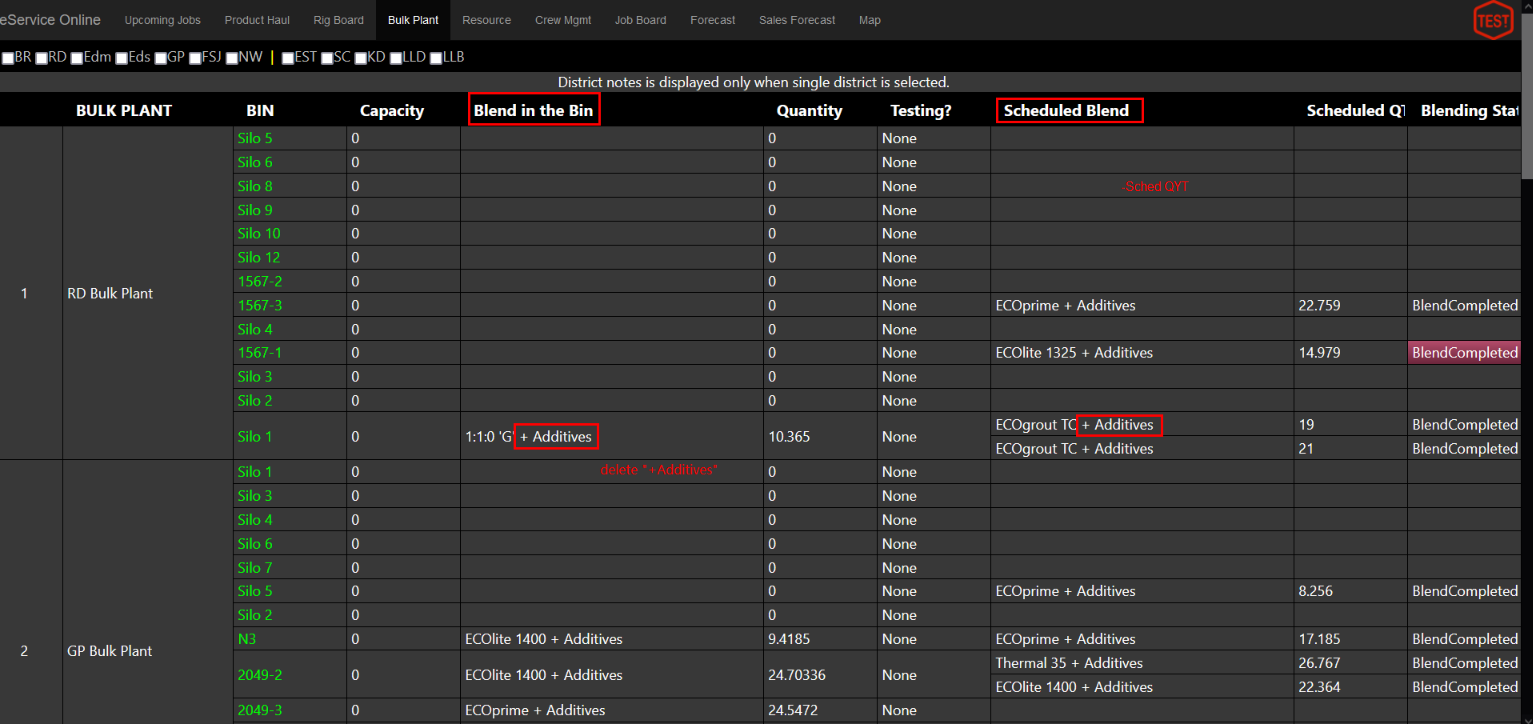 eService Online Upcoming Jobs Product Haul Rig Board Bulk Plant Resource Crew Mgmt Job Board Forecast Sales Forecast Map TEST
BR RD Edm Eds GP FSJ NW | EST SC KD LLD LLB
District notes is displayed only when single district is selected.
BULK PLANT BIN Capacity Blend in the Bin Quantity Testing? Scheduled Blend Scheduled QT Blending Stat
Silo 5 0 0 None
Silo 6 0 0 None
Silo 8 0 0 None -Sched QYT
Silo 9 0 0 None
Silo 10 0 0 None
Silo 12 0 0 None
1567-2 0 0 None
1 RD Bulk Plant
1567-3 0 0 None ECOprime + Additives 22.759 BlendCompleted
Silo 4 0 0 None
1567-1 0 0 None ECOlite 1325 + Additives 14.979 BlendCompleted
Silo 3 0 0 None
Silo 2 0 0 None
Silo 1 0 1:1:0 'G' + Additives 10.365 None ECOgrout TC + Additives 19 BlendCompleted
ECOgrout TC + Additives 21 BlendCompleted
delete "+Additives"
Silo 1 0 0 None
Silo 3 0 0 None
Silo 4 0 0 None
Silo 6 0 0 None
Silo 7 0 0 None
Silo 5 0 0 None ECOprime + Additives 8.256 BlendCompleted
Silo 2 0 0 None
N3 0 ECOlite 1400 + Additives 9.4185 None ECOprime + Additives 17.185 BlendCompleted
2 GP Bulk Plant
2049-2 0 ECOlite 1400 + Additives 24.70336 None Thermal 35 + Additives 26.767 BlendCompleted
ECOlite 1400 + Additives 22.364 BlendCompleted
2049-3 0 ECOprime + Additives 24.5472 None